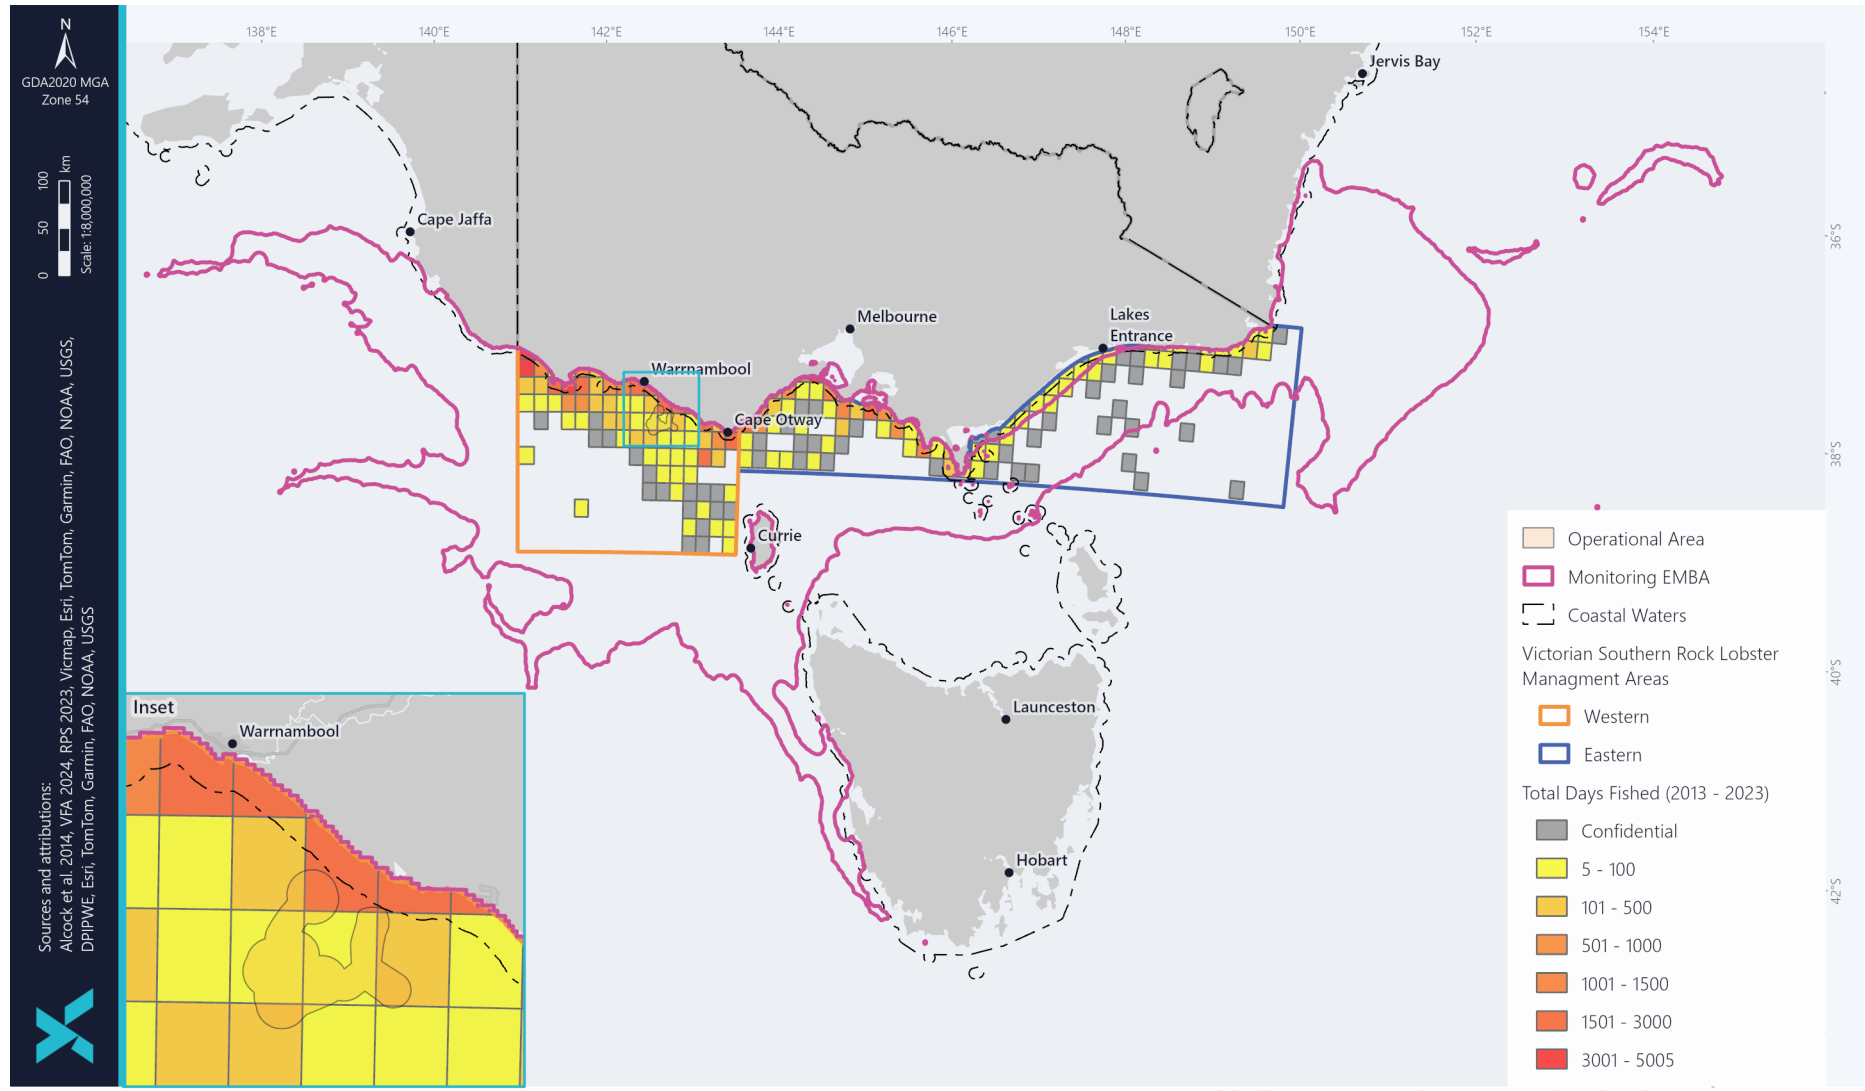 N
GDA2020 MGA
Zone 54
0 50 100 km
Scale: 1:8,000,000
Sources and attributions:
Alcock et al. 2014, VFA 2024, RPS 2023, Vicmap, Esri, TomTom, Garmin, FAO, NOAA, USGS,
DPIPWE, Esri, TomTom, Garmin, FAO, NOAA, USGS
138°E 140°E 142°E 144°E 146°E 148°E 150°E 152°E 154°E
36°S
38°S
40°S
42°S
Jervis Bay
Cape Jaffa
Melbourne
Lakes
Entrance
Warrnambool
Cape Otway
Currie
Launceston
Hobart
Inset
Warrnambool
Operational Area
Monitoring EMBA
Coastal Waters
Victorian Southern Rock Lobster
Managment Areas
Western
Eastern
Total Days Fished (2013 - 2023)
Confidential
5 - 100
101 - 500
501 - 1000
1001 - 1500
1501 - 3000
3001 - 5005